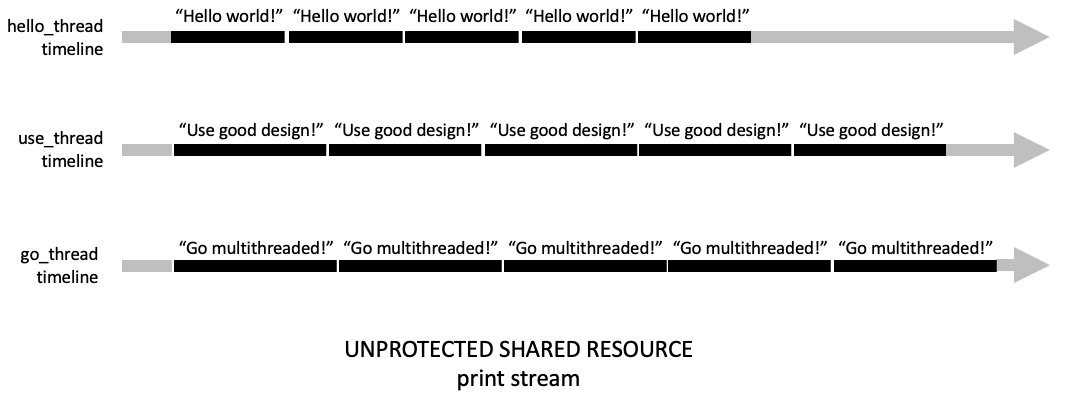 hello_thread
timeline
“Hello world!” “Hello world!” “Hello world!” “Hello world!” “Hello world!”
use_thread
timeline
“Use good design!” “Use good design!” “Use good design!” “Use good design!” “Use good design!”
go_thread
timeline
“Go multithreaded!” “Go multithreaded!” “Go multithreaded!” “Go multithreaded!” “Go multithreaded!”
UNPROTECTED SHARED RESOURCE
print stream